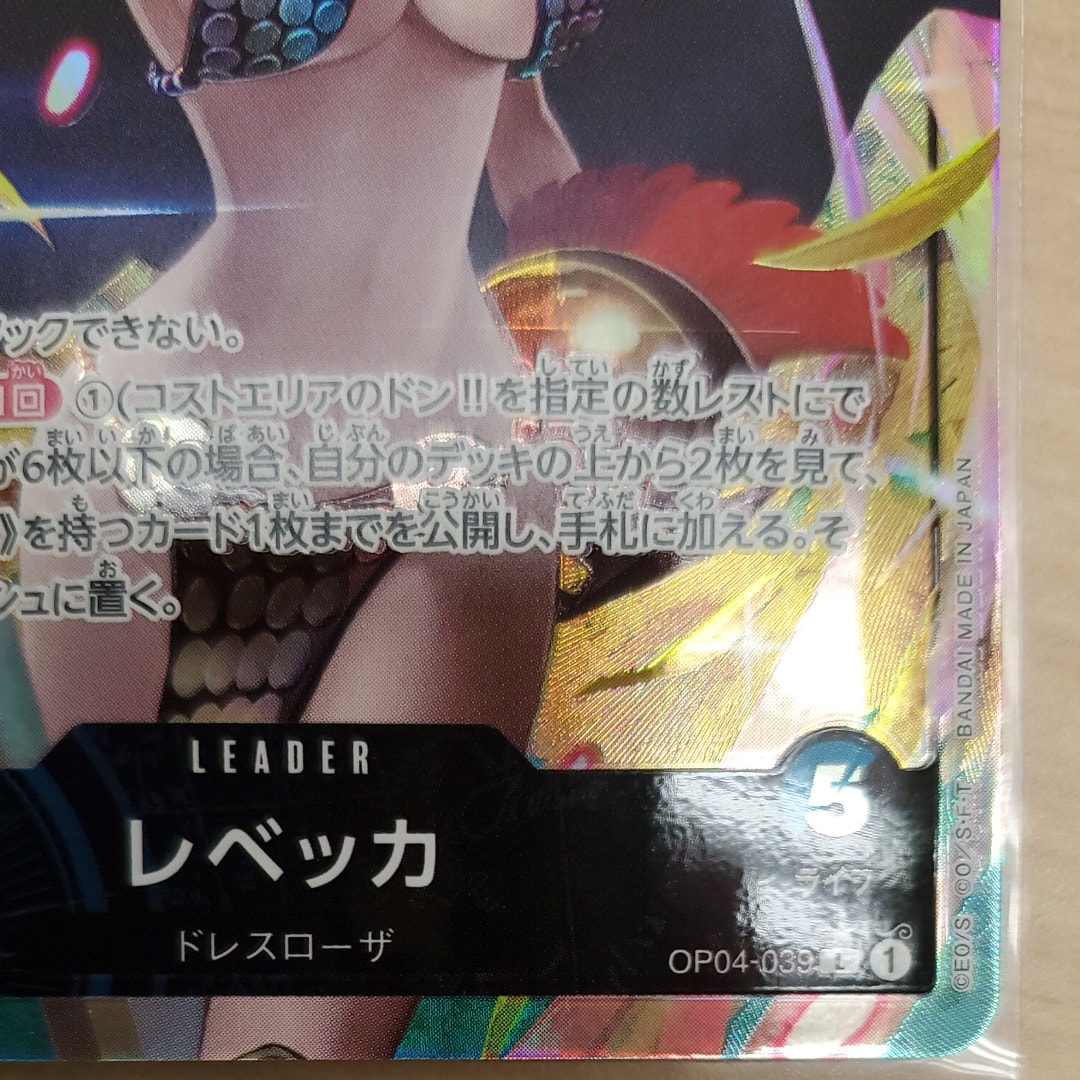 ックできない。
1回 ①(コストエリアのドン!!を指定の数レストにで
が6枚以下の場合、自分のデッキの上から2枚を見て、
》を持つカード1枚までを公開し、手札に加える。そ
シュに置く。
LEADER
レベッカ
ドレスローザ
5
ライフ
OP04-039 L 1
©EO/S ©O/S・F・T BANDAI MADE IN JAPAN